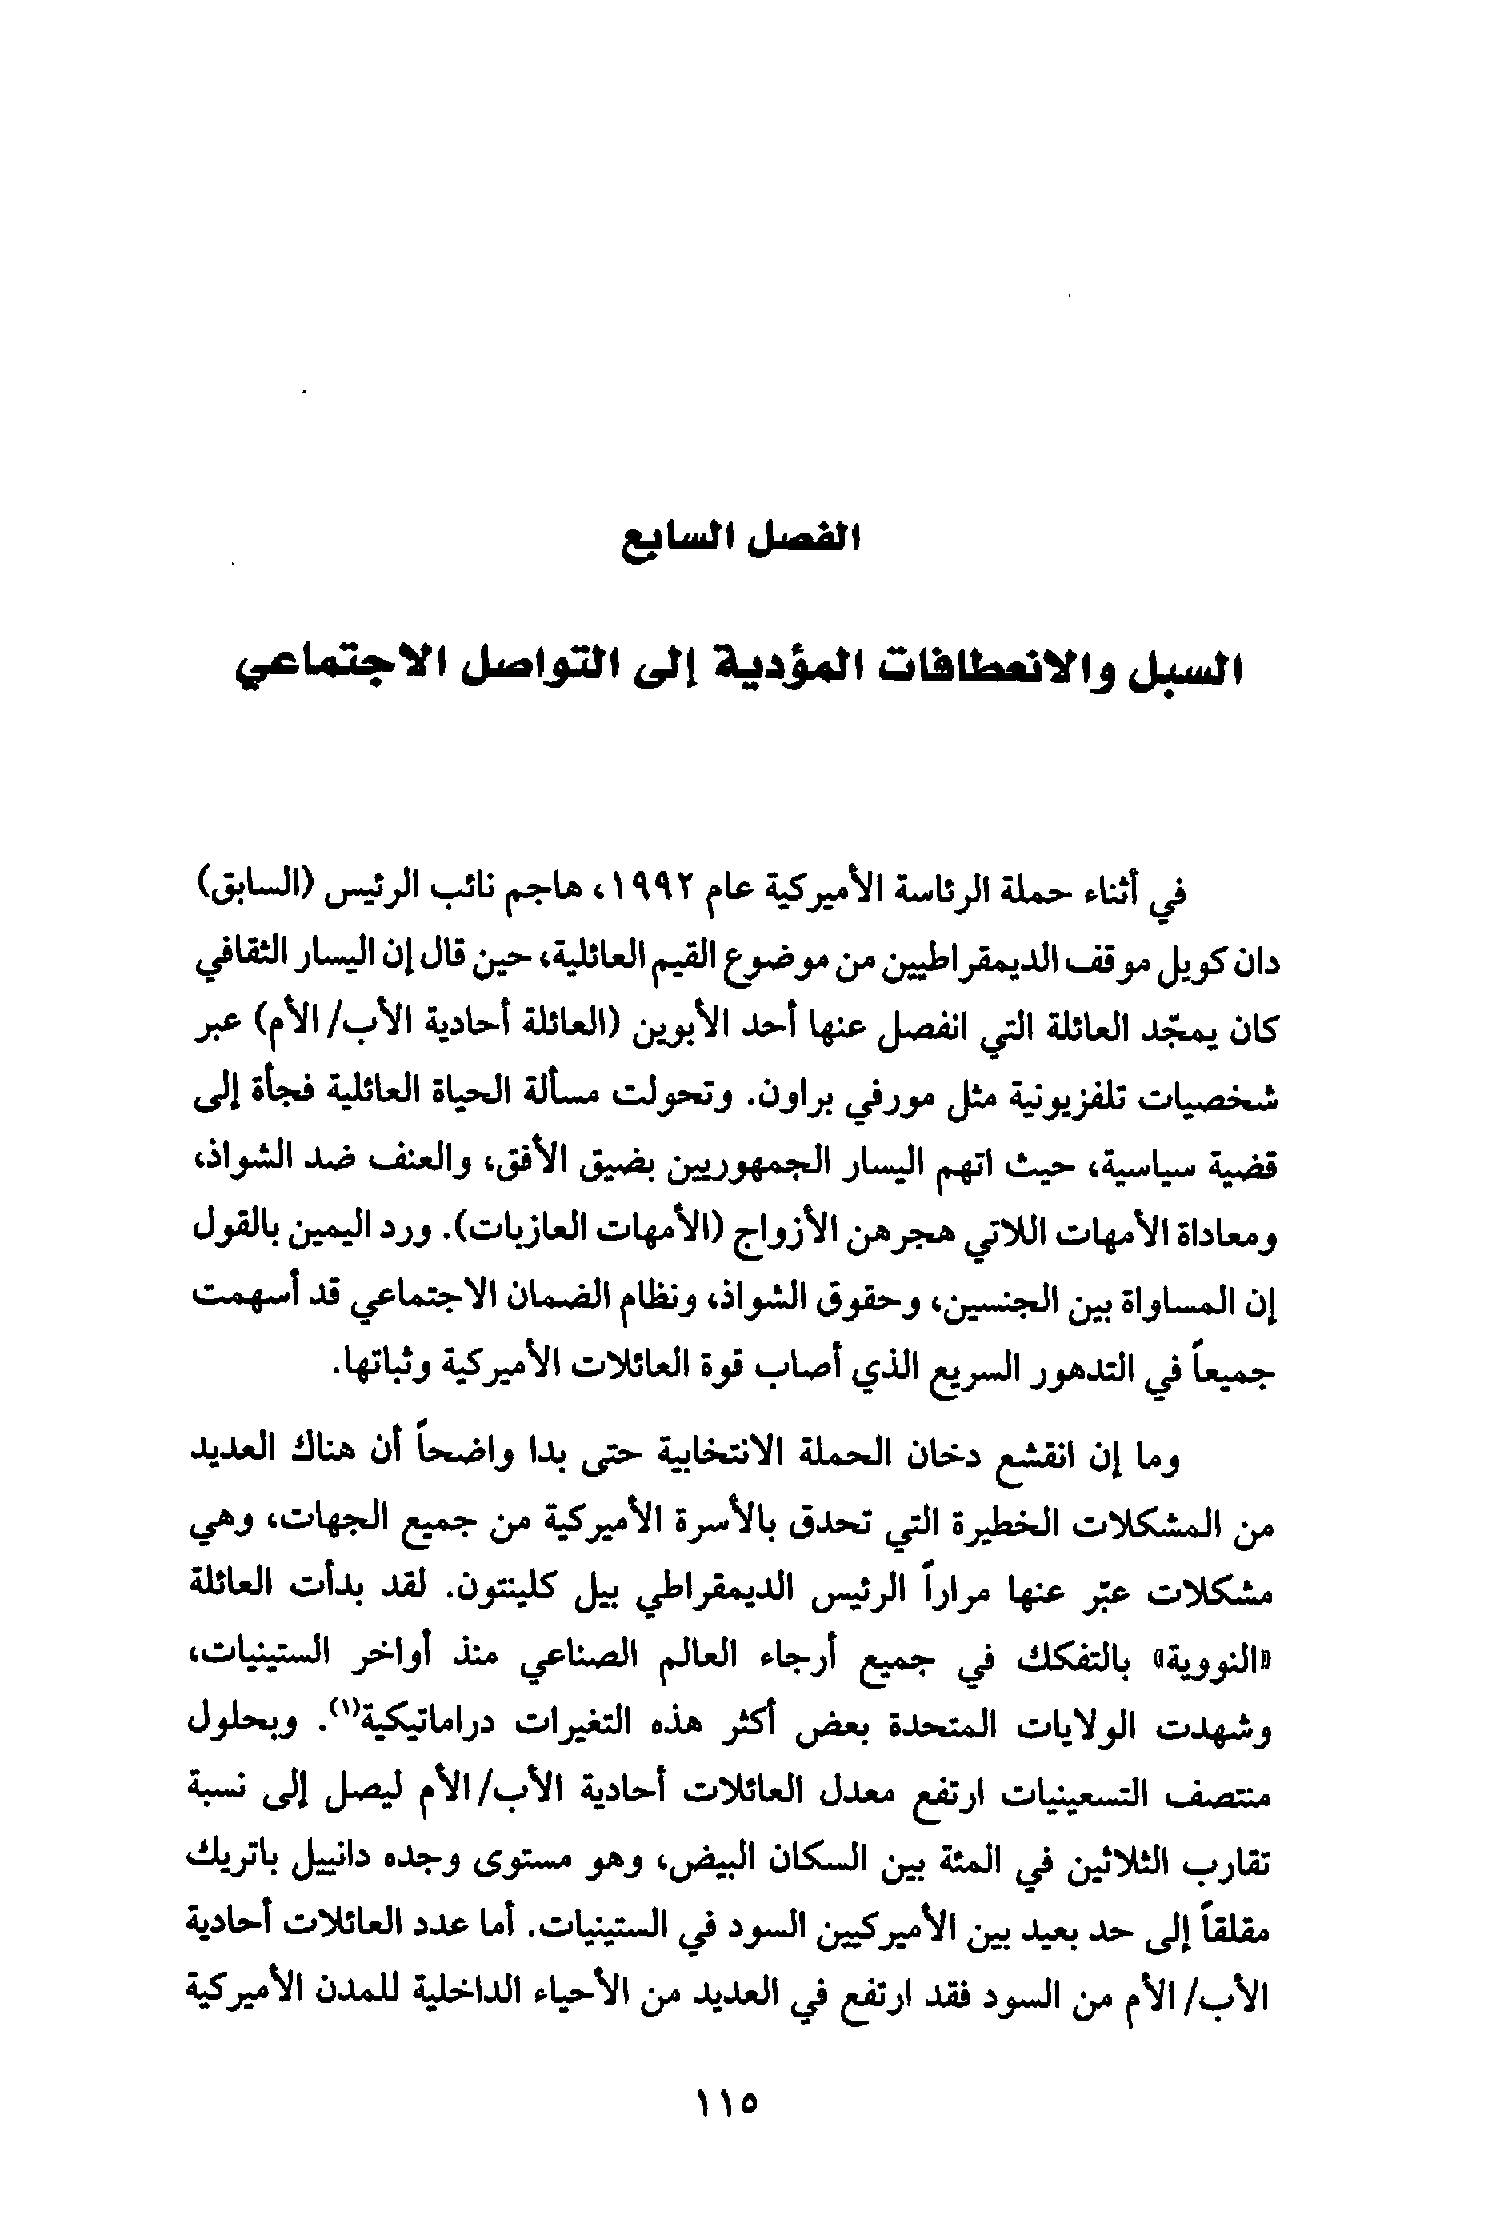 الفصل السابع
السبل والانعطافات المؤدية إلى التواصل الاجتماعي
في أثناء حملة الرئاسة الأميركية عام ١٩٩٢، هاجم نائب الرئيس (السابق)
دان كويل موقف الديمقراطيين من موضوع القيم العائلية، حين قال إن اليسار الثقافي
كان يمجّد العائلة التي انفصل عنها أحد الأبوين (العائلة أحادية الأب/ الأم) عبر
شخصيات تلفزيونية مثل مورفي براون. وتحولت مسألة الحياة العائلية فجأة إلى
قضية سياسية، حيث اتهم اليسار الجمهوريين بضيق الأفق، والعنف ضد الشواذ،
ومعاداة الأمهات اللاتي هجرهن الأزواج (الأمهات العازبات). ورد اليمين بالقول
إن المساواة بين الجنسين، وحقوق الشواذ، ونظام الضمان الاجتماعي قد أسهمت
جميعاً في التدهور السريع الذي أصاب قوة العائلات الأميركية وثباتها.
وما إن انقشع دخان الحملة الانتخابية حتى بدا واضحاً أن هناك العديد
من المشكلات الخطيرة التي تحدق بالأسرة الأميركية من جميع الجهات، وهي
مشكلات عبّر عنها مراراً الرئيس الديمقراطي بيل كلينتون. لقد بدأت العائلة
«النووية» بالتفكك في جميع أرجاء العالم الصناعي منذ أواخر الستينيات،
وشهدت الولايات المتحدة بعض أكثر هذه التغيرات دراماتيكية(١). وبحلول
منتصف التسعينيات ارتفع معدل العائلات أحادية الأب/ الأم ليصل إلى نسبة
تقارب الثلاثين في المئة بين السكان البيض، وهو مستوى وجده دانييل باتريك
مقلقاً إلى حد بعيد بين الأميركيين السود في الستينيات. أما عدد العائلات أحادية
الأب/ الأم من السود فقد ارتفع في العديد من الأحياء الداخلية للمدن الأميركية
١١٥